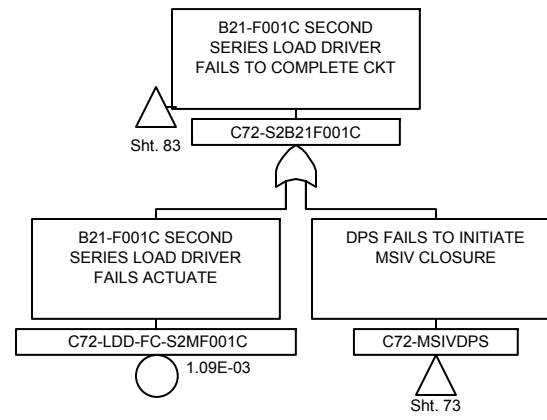 B21-F001C SECOND
SERIES LOAD DRIVER
FAILS TO COMPLETE CKT
Sht. 83
C72-S2B21F001C
B21-F001C SECOND
SERIES LOAD DRIVER
FAILS ACTUATE
C72-LDD-FC-S2MF001C
1.09E-03
DPS FAILS TO INITIATE
MSIV CLOSURE
C72-MSIVDPS
Sht. 73